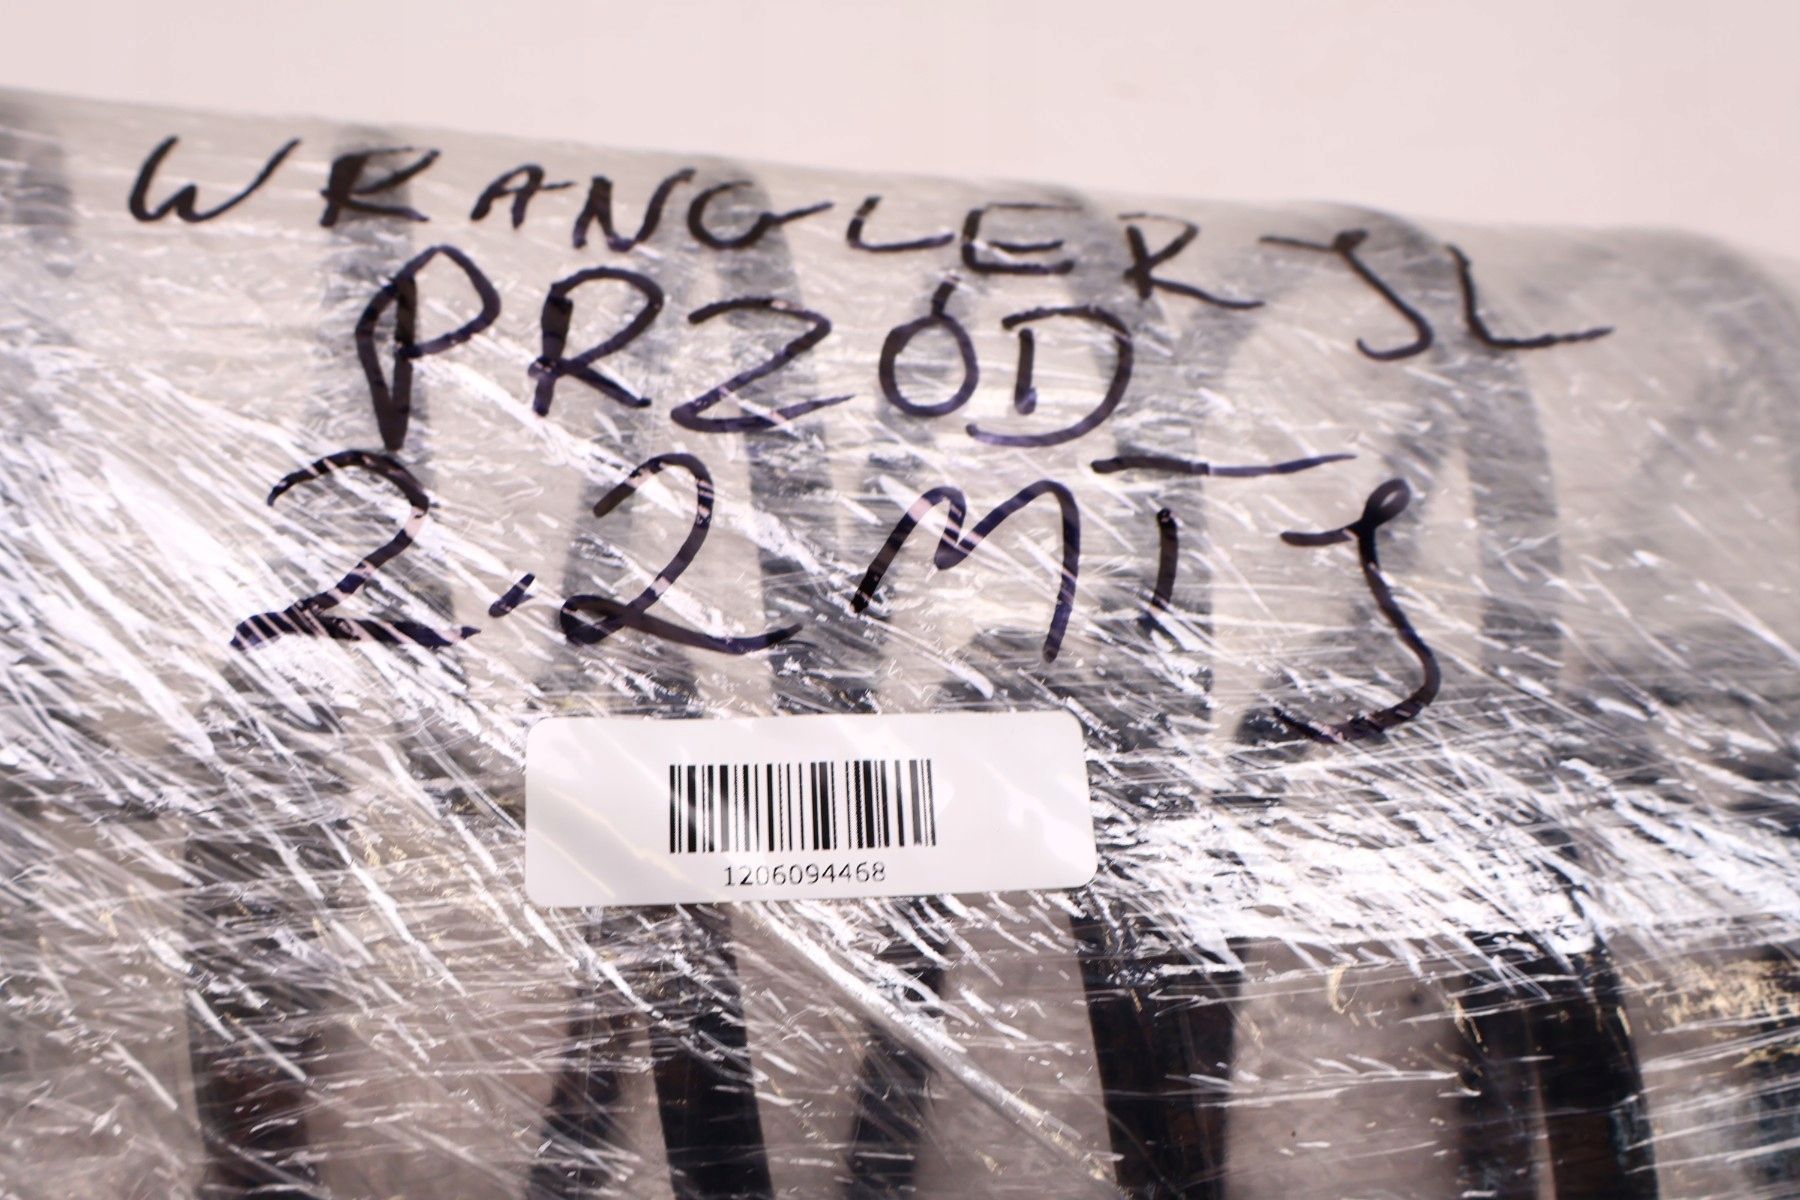 WRANGLER JL
PRZÓD
2.2 MTJ
1206094468